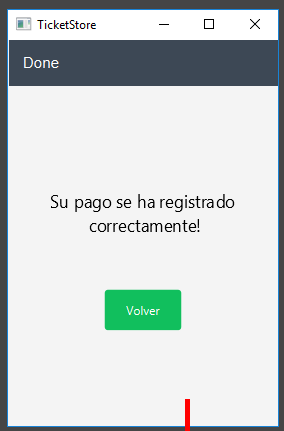 TicketStore
Done
Su pago se ha registrado
correctamente!
Volver